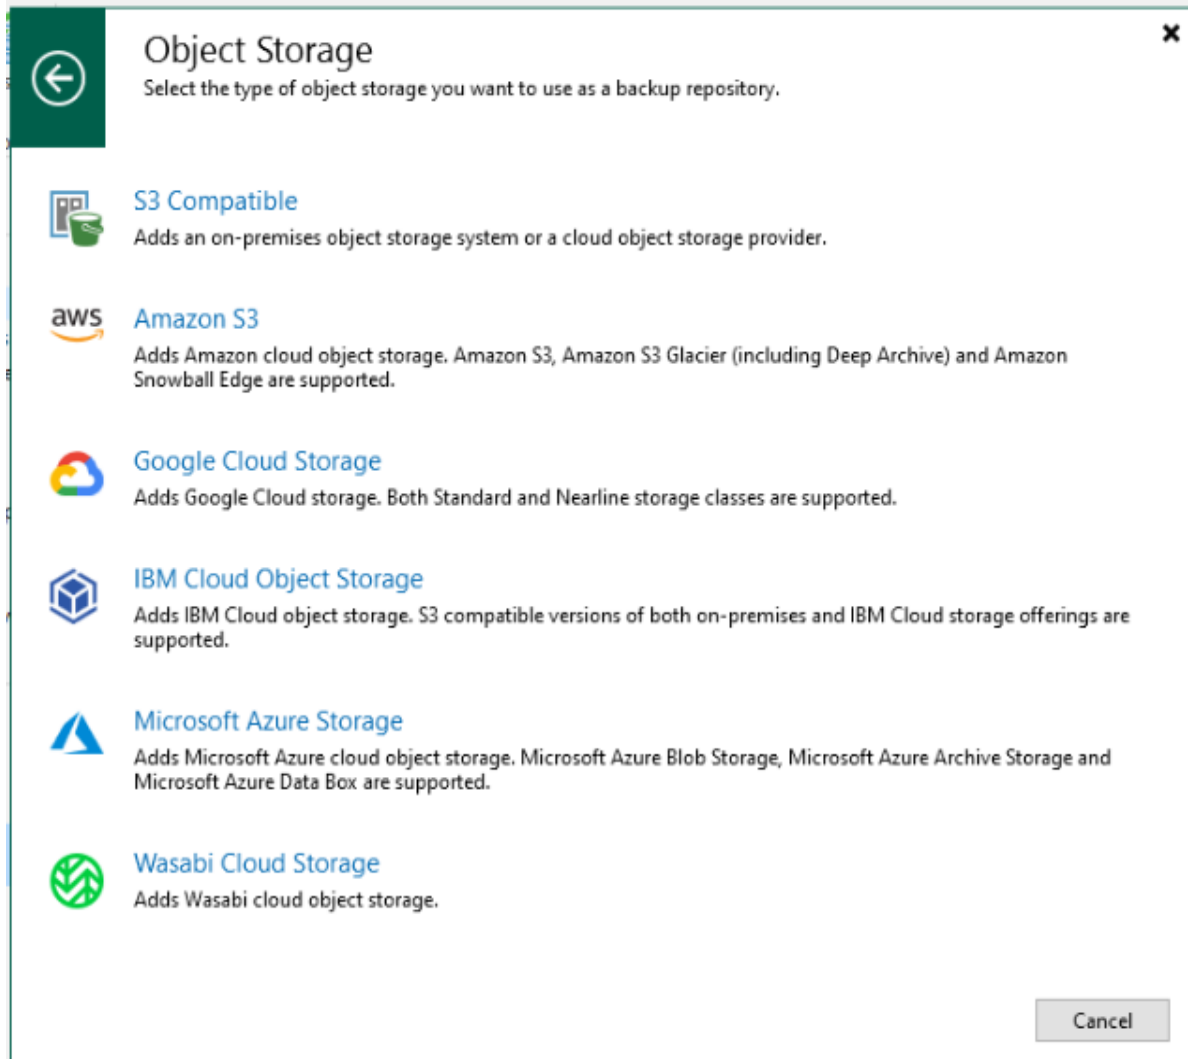 Object Storage
Select the type of object storage you want to use as a backup repository.
S3 Compatible
Adds an on-premises object storage system or a cloud object storage provider.
aws
Amazon S3
Adds Amazon cloud object storage. Amazon S3, Amazon S3 Glacier (including Deep Archive) and Amazon
Snowball Edge are supported.
Google Cloud Storage
Adds Google Cloud storage. Both Standard and Nearline storage classes are supported.
IBM Cloud Object Storage
Adds IBM Cloud object storage. S3 compatible versions of both on-premises and IBM Cloud storage offerings are
supported.
Microsoft Azure Storage
Adds Microsoft Azure cloud object storage. Microsoft Azure Blob Storage, Microsoft Azure Archive Storage and
Microsoft Azure Data Box are supported.
Wasabi Cloud Storage
Adds Wasabi cloud object storage.
Cancel